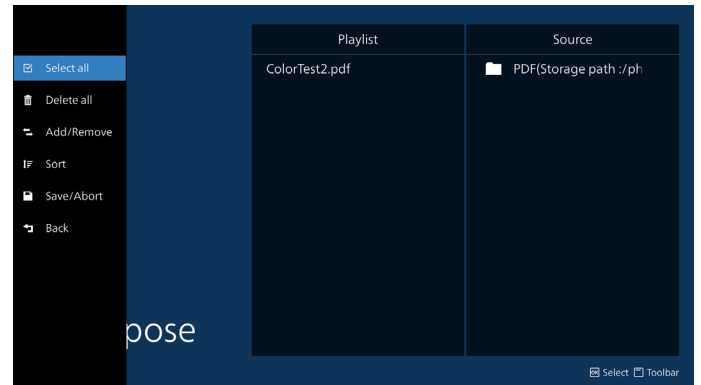 Select all
Delete all
Add/Remove
Sort
Save/Abort
Back
pose
Playlist
ColorTest2.pdf
Source
PDF(Storage path :/ph
OK Select Toolbar